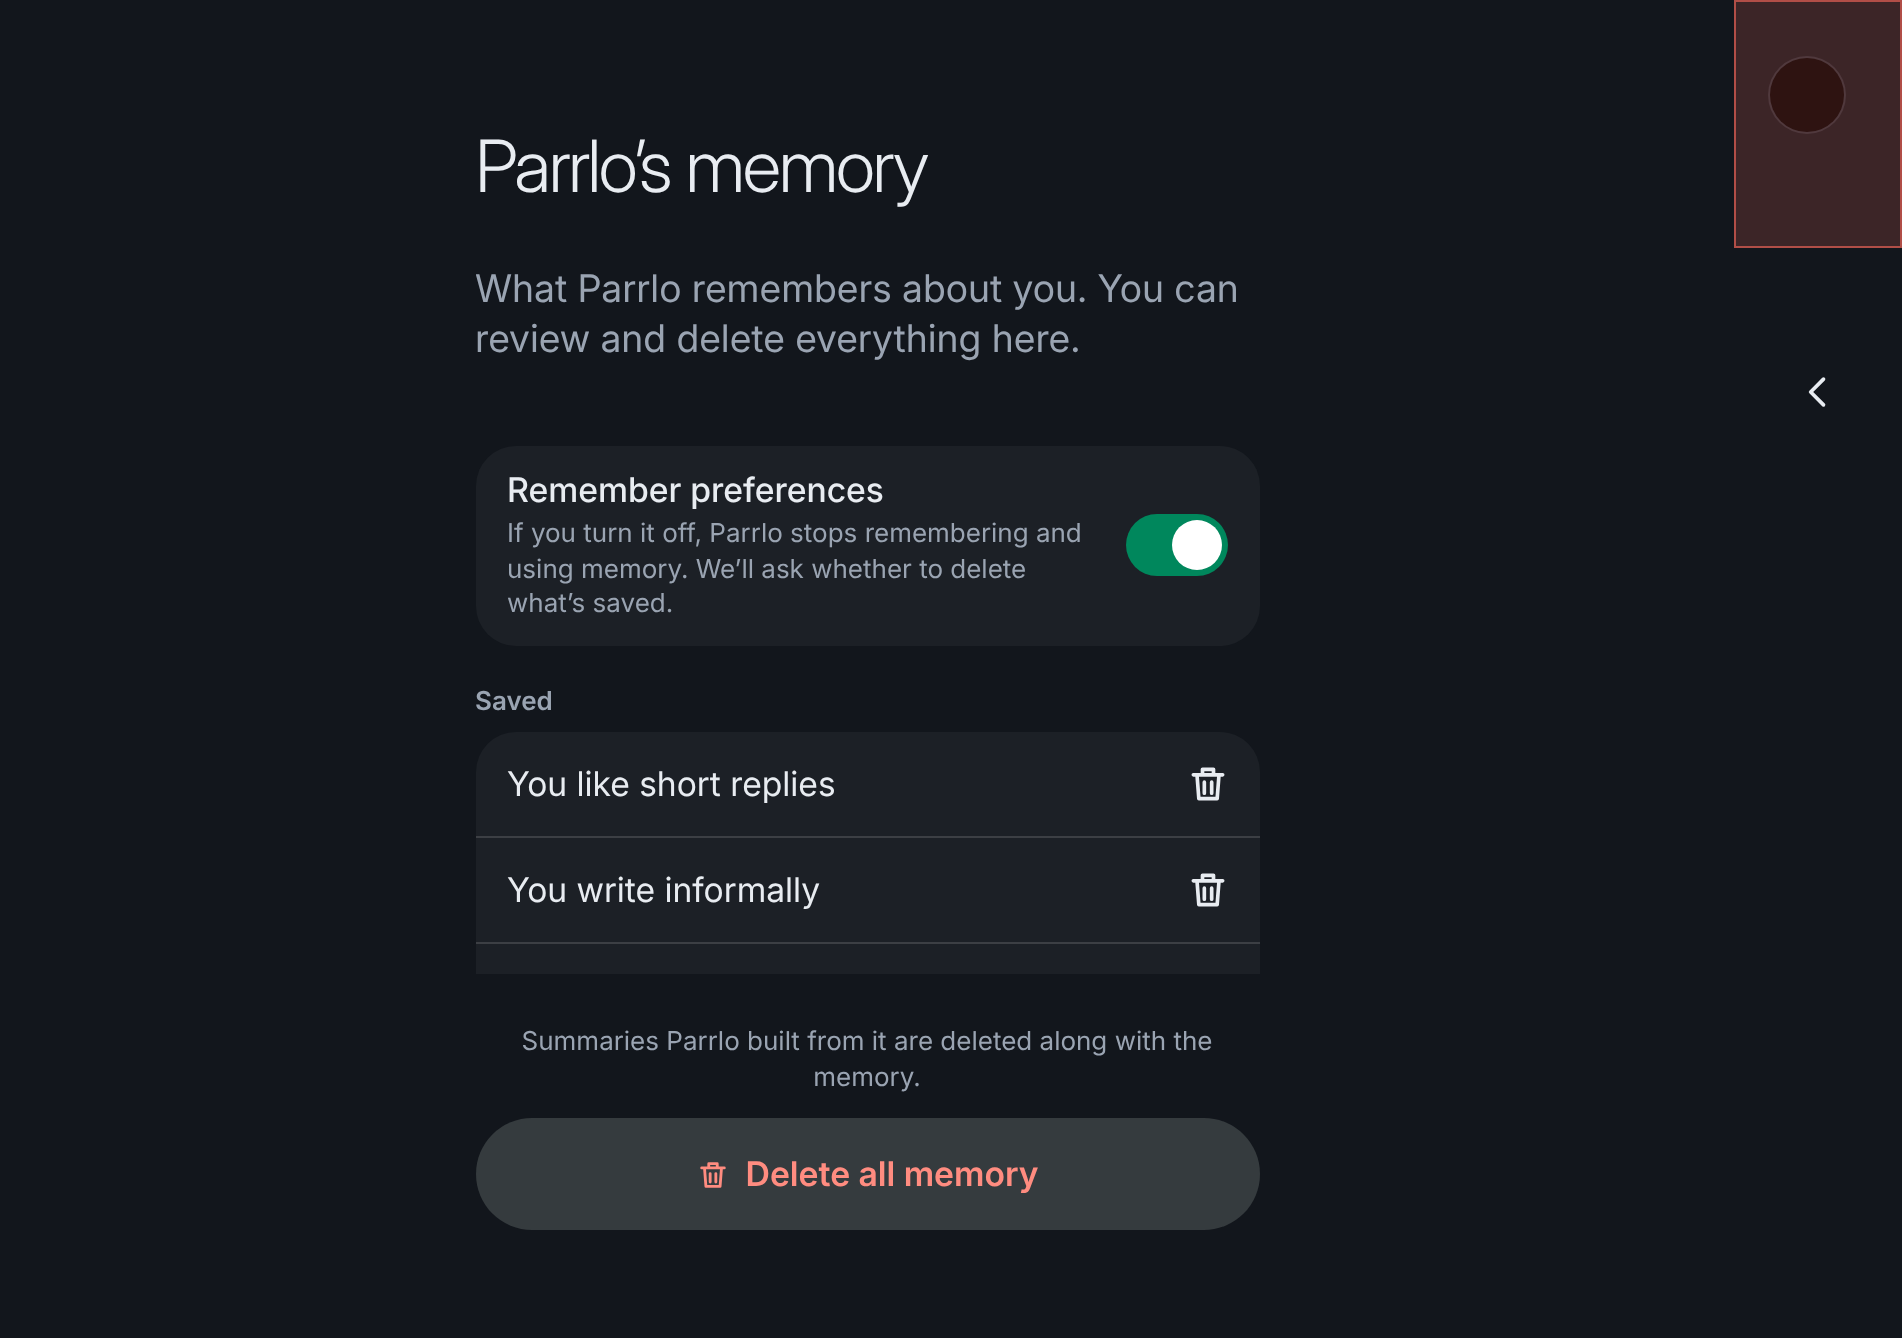 Parrlo’s memory
What Parrlo remembers about you. You can
review and delete everything here.
Remember preferences
If you turn it off, Parrlo stops remembering and
using memory. We’ll ask whether to delete
what’s saved.
Saved
You like short replies
You write informally
Summaries Parrlo built from it are deleted along with the
memory.
Delete all memory